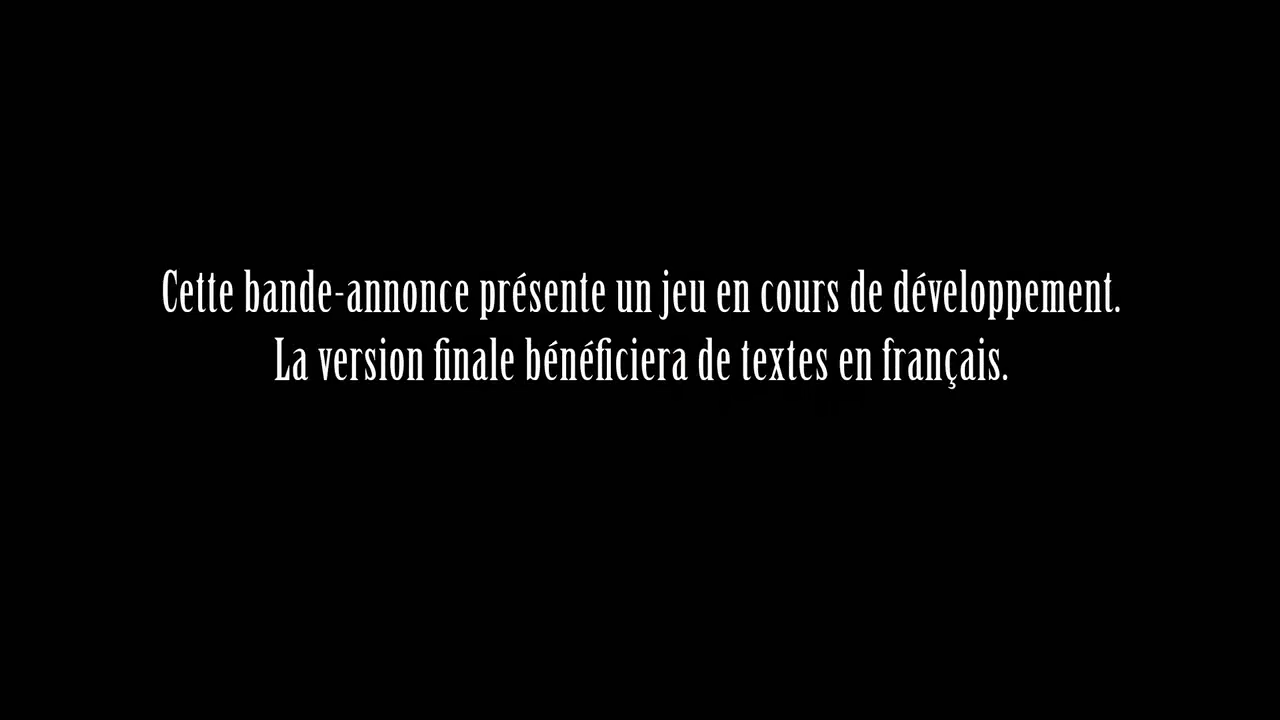 Cette bande-annonce présente un jeu en cours de développement.
La version finale bénéficiera de textes en français.